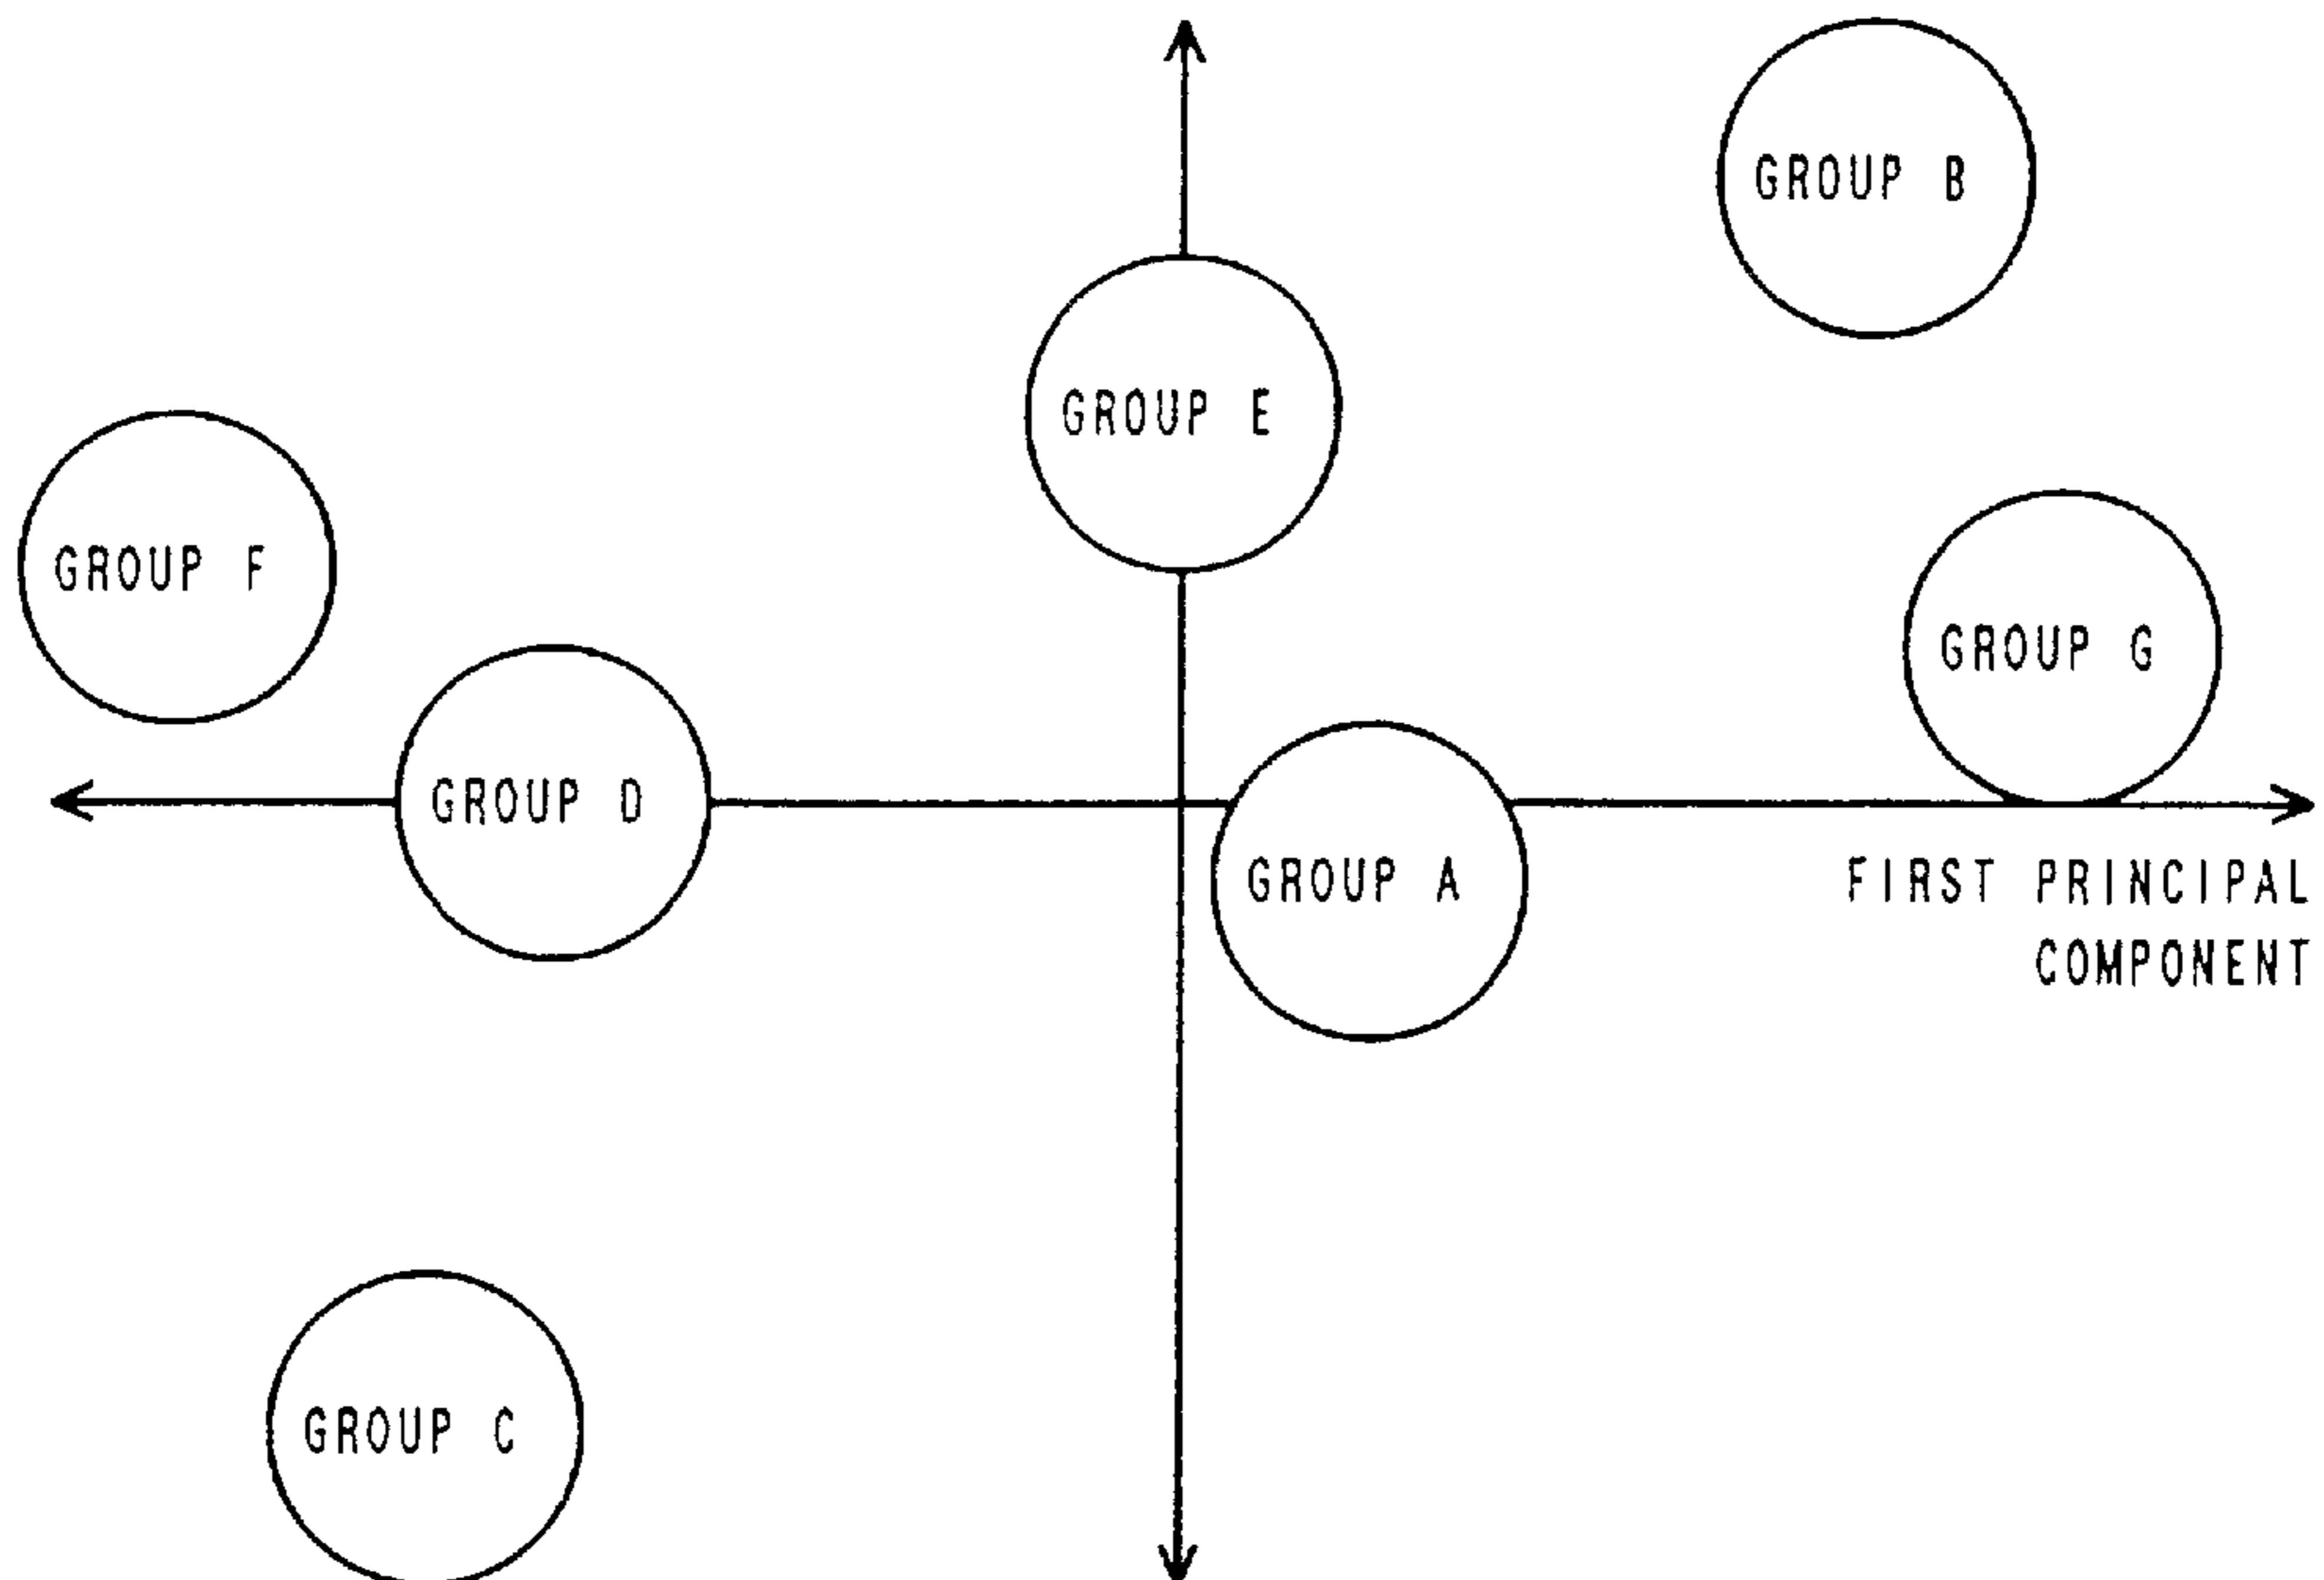 GROUP B
GROUP E
GROUP F
GROUP G
GROUP D
GROUP A
FIRST PRINCIPAL
COMPONENT
GROUP C